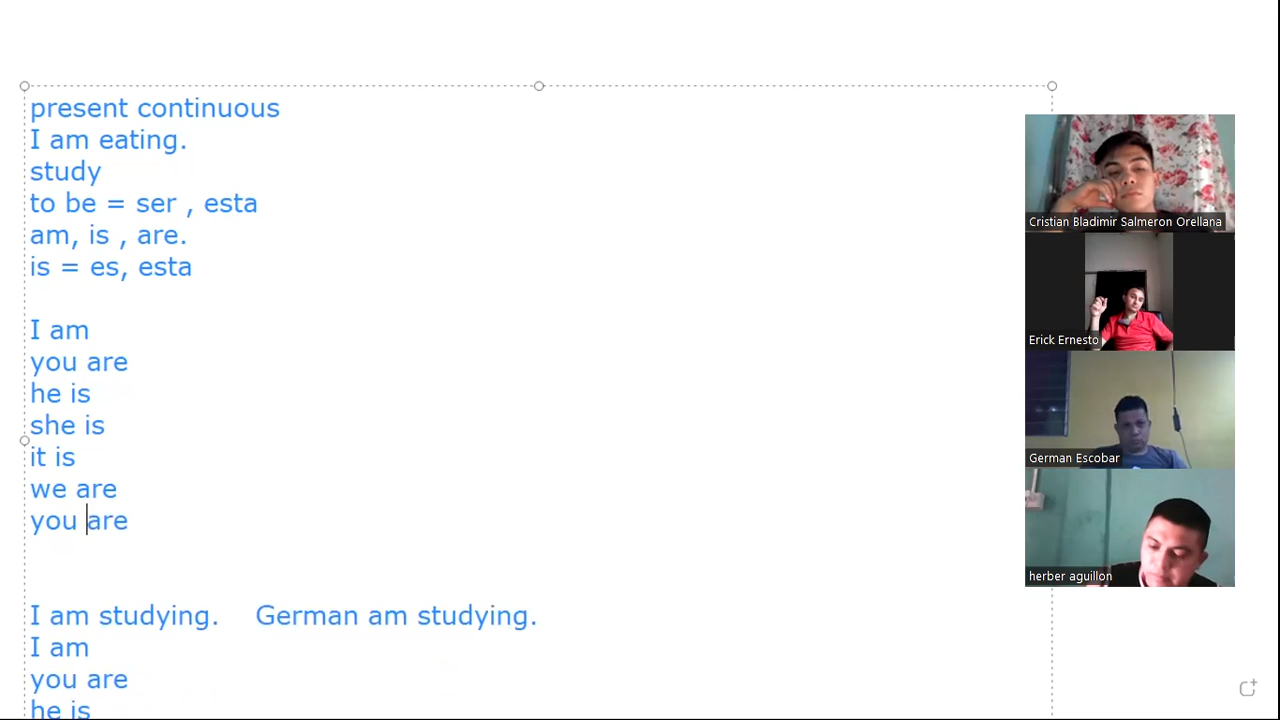 present continuous
I am eating.
study
to be = ser , esta
am, is , are.
is = es, esta
I am
you are
he is
she is
it is
we are
you are
I am studying. German am studying.
I am
you are
he is
Cristian Bladimir Salmeron Orellana
Erick Ernesto
German Escobar
herber aguillon